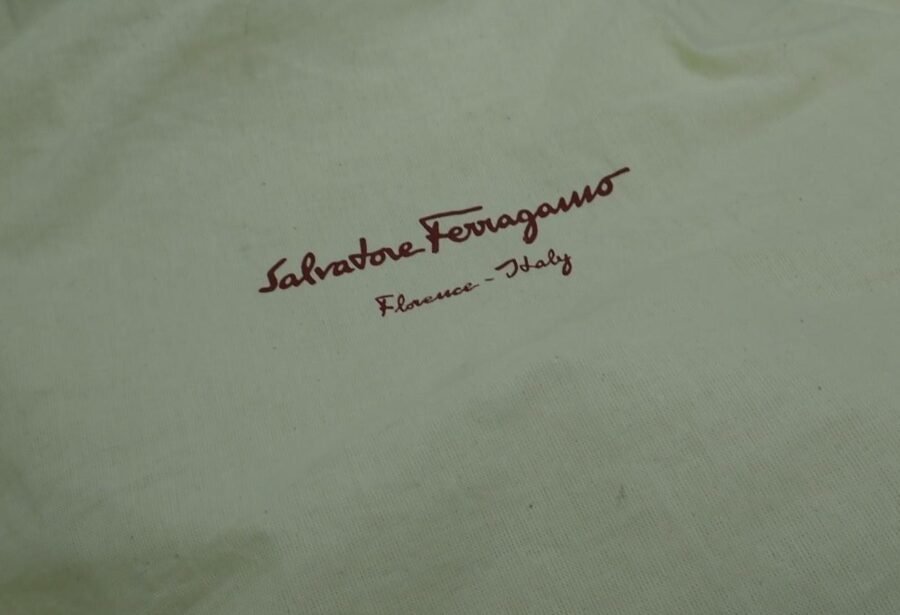 Salvatore Ferragamo
Florence - Italy